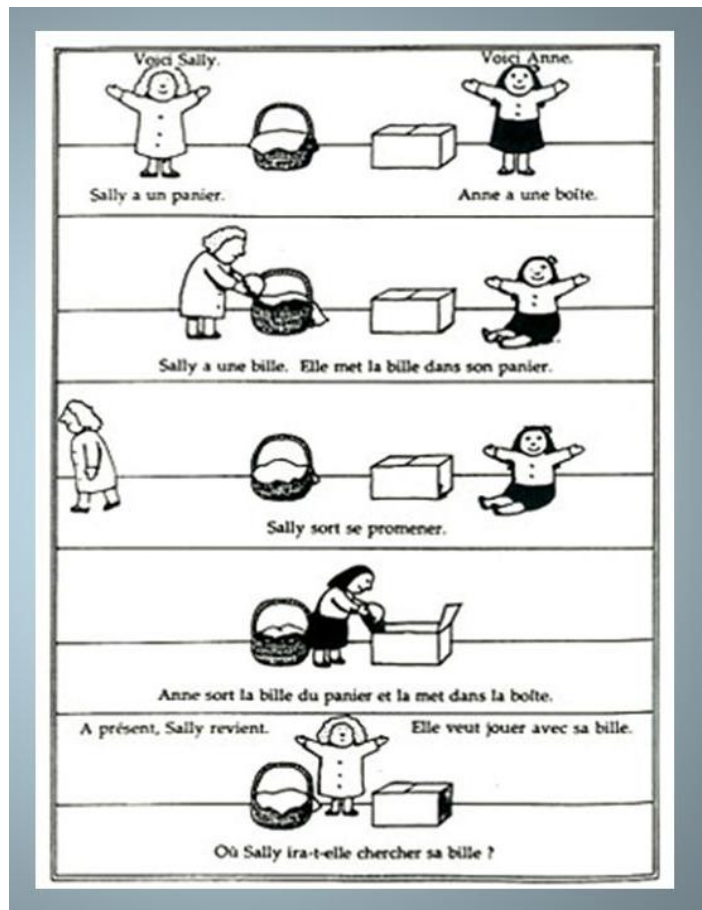 Voici Sally.
Voici Anne.
Sally a un panier.
Anne a une boîte.
Sally a une bille. Elle met la bille dans son panier.
Sally sort se promener.
Anne sort la bille du panier et la met dans la boîte.
A présent, Sally revient.
Elle veut jouer avec sa bille.
Où Sally ira-t-elle chercher sa bille ?